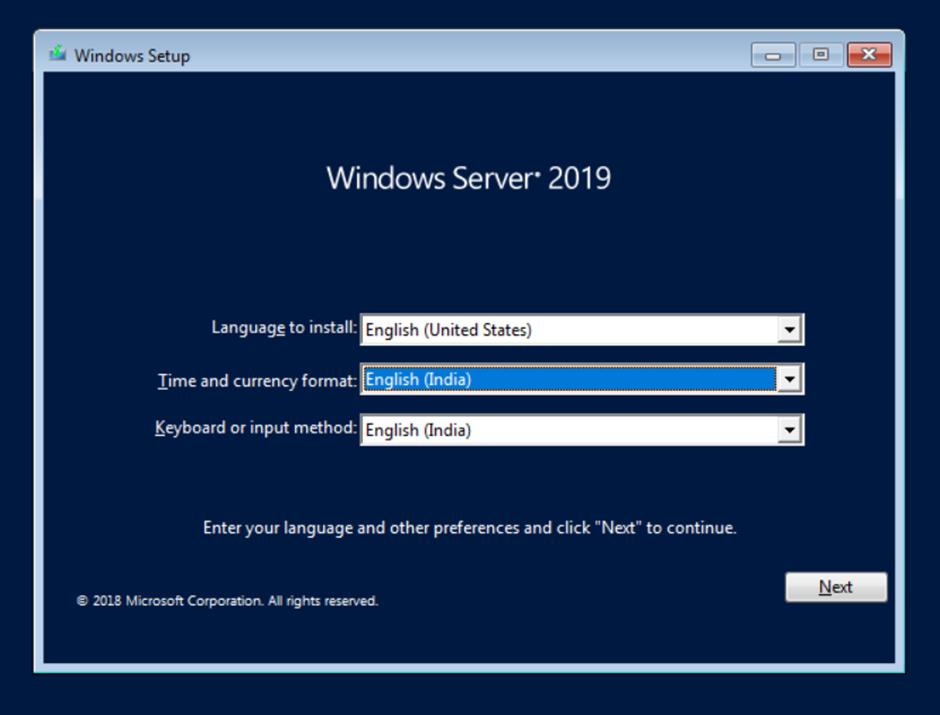 Windows Setup
Windows Server 2019
Language to install: English (United States)
Time and currency format: English (India)
Keyboard or input method: English (India)
Enter your language and other preferences and click "Next" to continue.
Next
© 2018 Microsoft Corporation. All rights reserved.